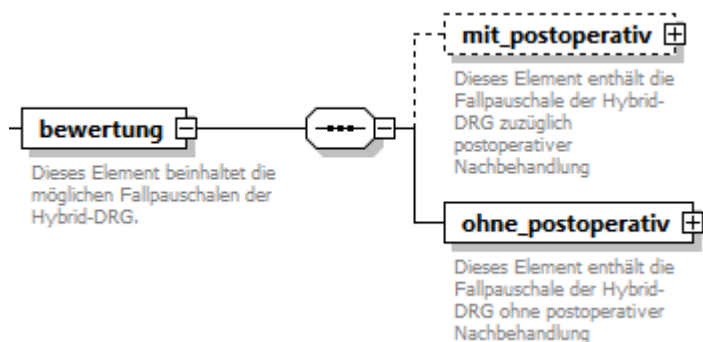 mit_postoperativ
Dieses Element enthält die
Fallpauschale der Hybrid-
DRG zuzüglich
postoperativer
Nachbehandlung
bewertung
Dieses Element beinhaltet die
möglichen Fallpauschalen der
Hybrid-DRG.
ohne_postoperativ
Dieses Element enthält die
Fallpauschale der Hybrid-
DRG ohne postoperativer
Nachbehandlung